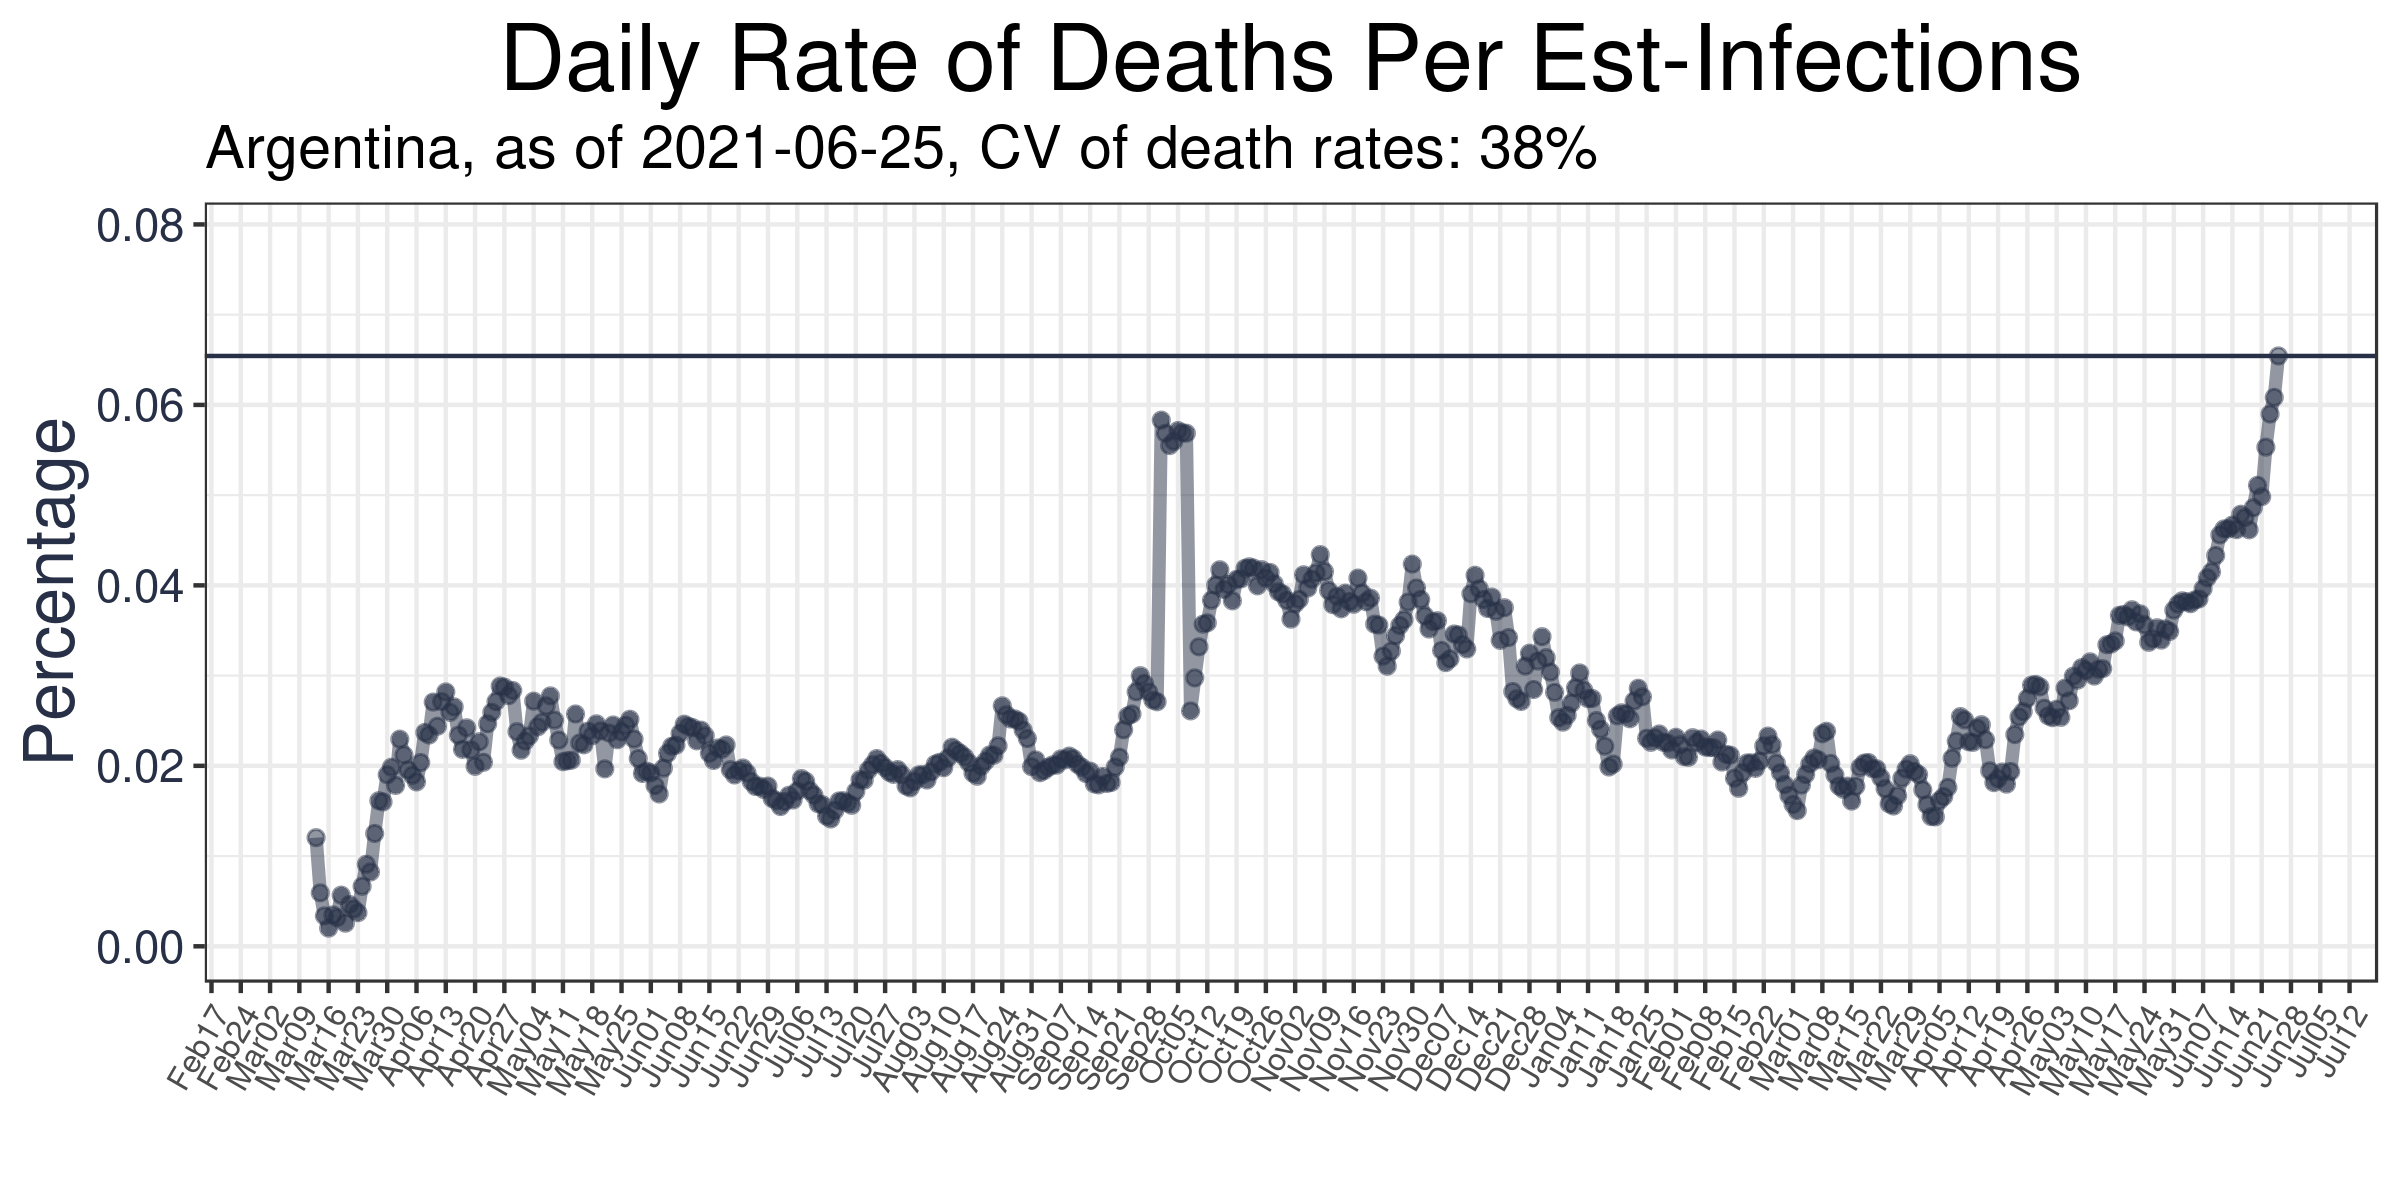 Daily Rate of Deaths Per Est-Infections
Argentina, as of 2021-06-25, CV of death rates: 38%
Percentage
0.08
0.06
0.04
0.02
0.00
Feb17
Feb24
Mar02
Mar09
Mar16
Mar23
Mar30
Apr06
Apr13
Apr20
Apr27
May04
May11
May18
May25
Jun01
Jun08
Jun15
Jun22
Jun29
Jul06
Jul13
Jul20
Jul27
Aug03
Aug10
Aug17
Aug24
Aug31
Sep07
Sep14
Sep21
Sep28
Oct05
Oct12
Oct19
Oct26
Nov02
Nov09
Nov16
Nov23
Nov30
Dec07
Dec14
Dec21
Dec28
Jan04
Jan11
Jan18
Jan25
Feb01
Feb08
Feb15
Feb22
Mar01
Mar08
Mar15
Mar22
Mar29
Apr05
Apr12
Apr19
Apr26
May03
May10
May17
May24
May31
Jun07
Jun14
Jun21
Jun28
Jul05
Jul12